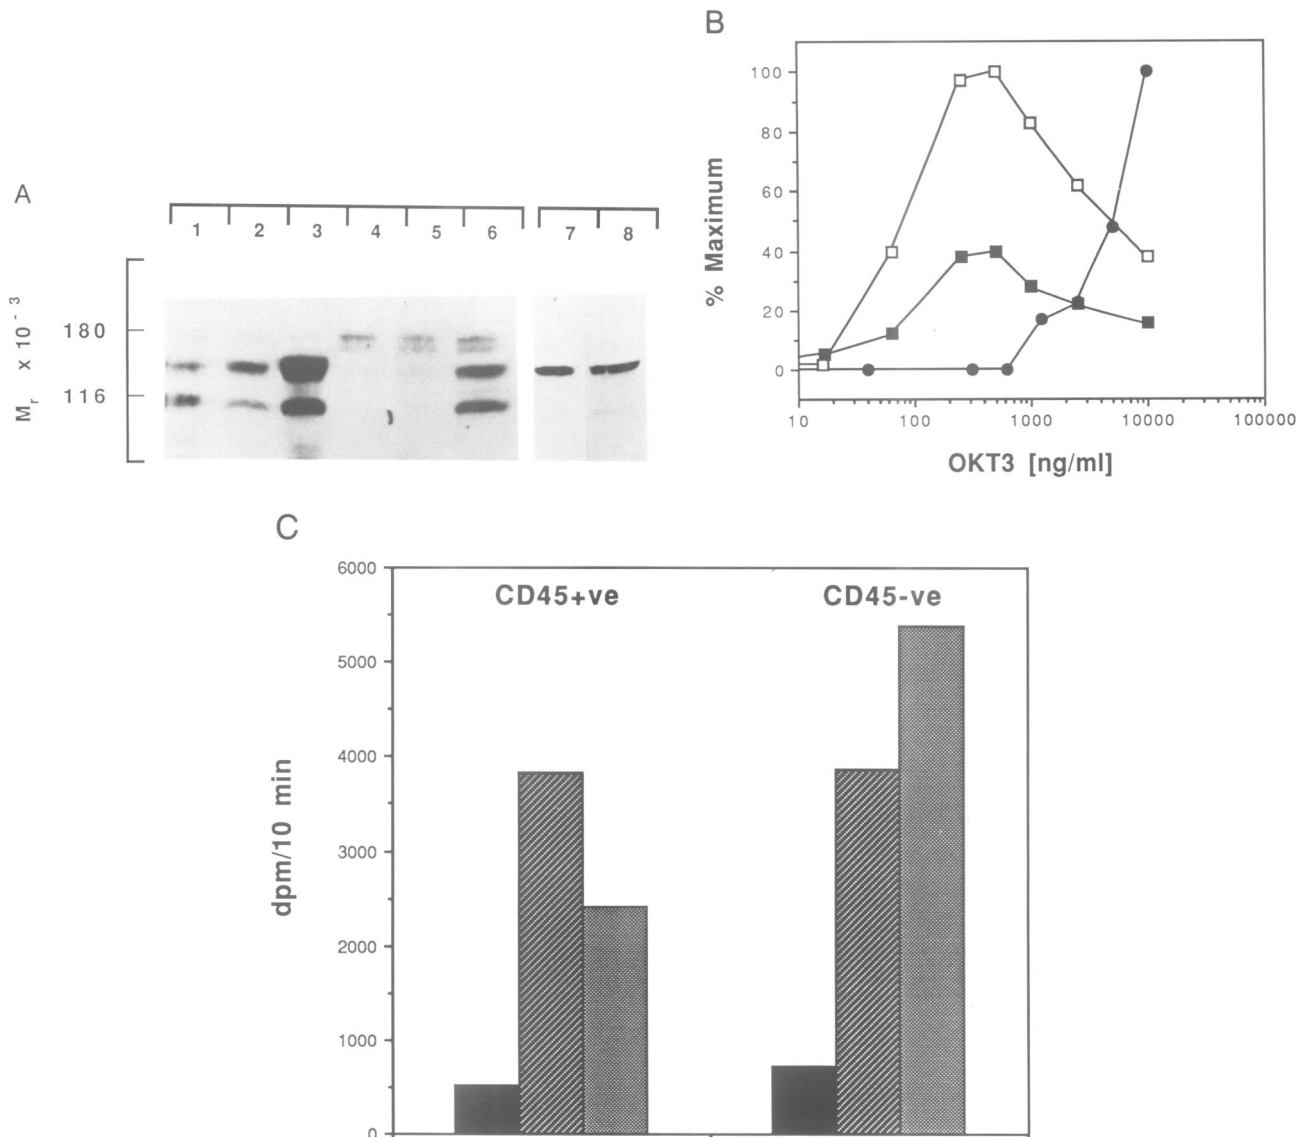 A
1 2 3 4 5 6 7 8
180
116
Mr x 10 - 3
B
100
80
60
40
20
0
% Maximum
10 100 1000 10000 100000
OKT3 [ng/ml]
C
CD45+ve CD45-ve
6000
5000
4000
3000
2000
1000
0
dpm/10 min